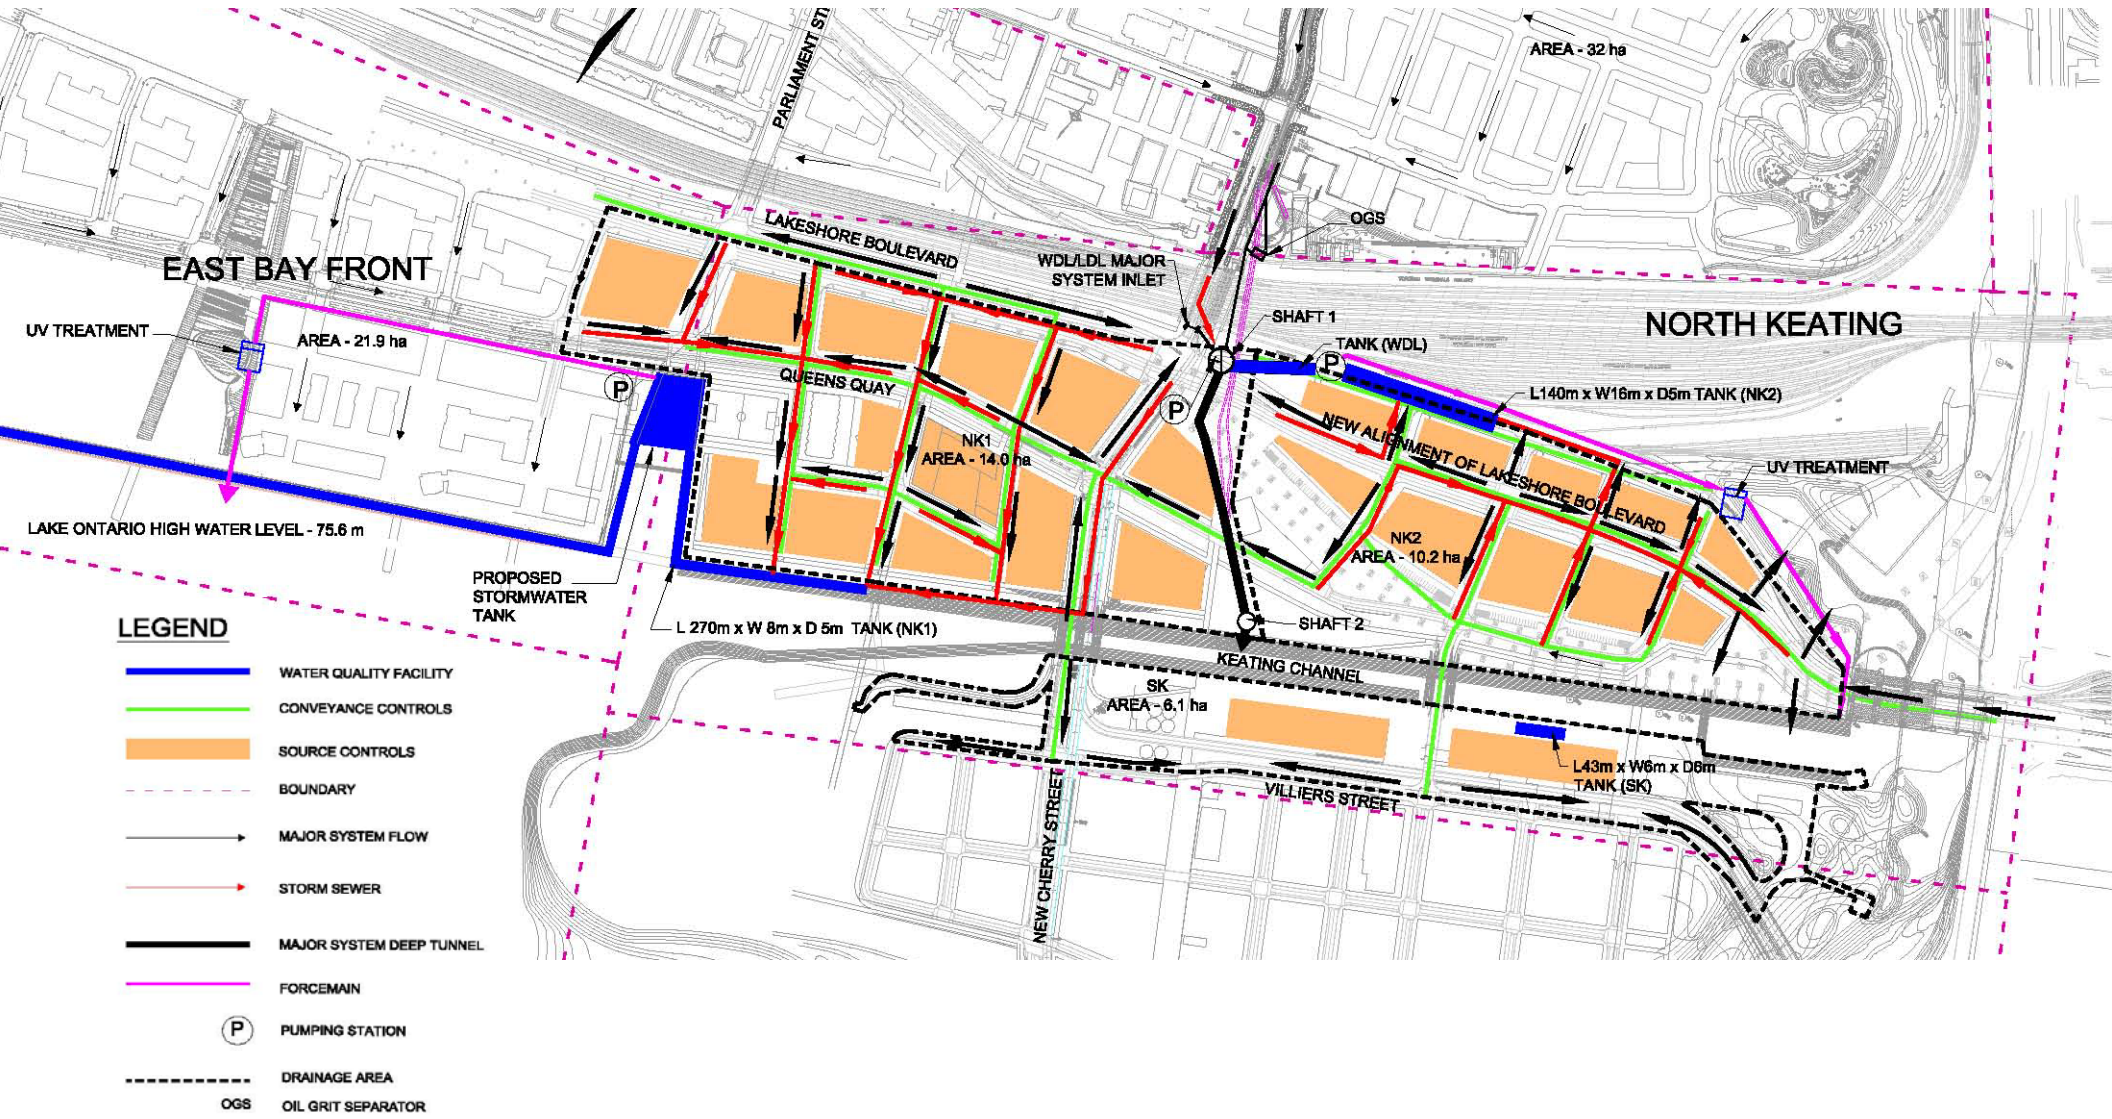 PARLIAMENT ST
AREA - 32 ha
LAKESHORE BOULEVARD
OGS
WDL/LDL MAJOR
SYSTEM INLET
EAST BAY FRONT
SHAFT 1
NORTH KEATING
UV TREATMENT
AREA - 21.9 ha
TANK (WDL)
P
P
P
QUEENS QUAY
L140m x W16m x D5m TANK (NK2)
NEW ALIGNMENT OF LAKESHORE BOULEVARD
NK1
AREA - 14.0 ha
UV TREATMENT
LAKE ONTARIO HIGH WATER LEVEL - 75.6 m
NK2
AREA - 10.2 ha
PROPOSED
STORMWATER
TANK
L 270m x W 8m x D 5m TANK (NK1)
SHAFT 2
KEATING CHANNEL
SK
AREA - 6.1 ha
L43m x W6m x D6m
TANK (SK)
VILLIERS STREET
NEW CHERRY STREET
LEGEND
WATER QUALITY FACILITY
CONVEYANCE CONTROLS
SOURCE CONTROLS
BOUNDARY
MAJOR SYSTEM FLOW
STORM SEWER
MAJOR SYSTEM DEEP TUNNEL
FORCEMAIN
P PUMPING STATION
DRAINAGE AREA
OGS OIL GRIT SEPARATOR